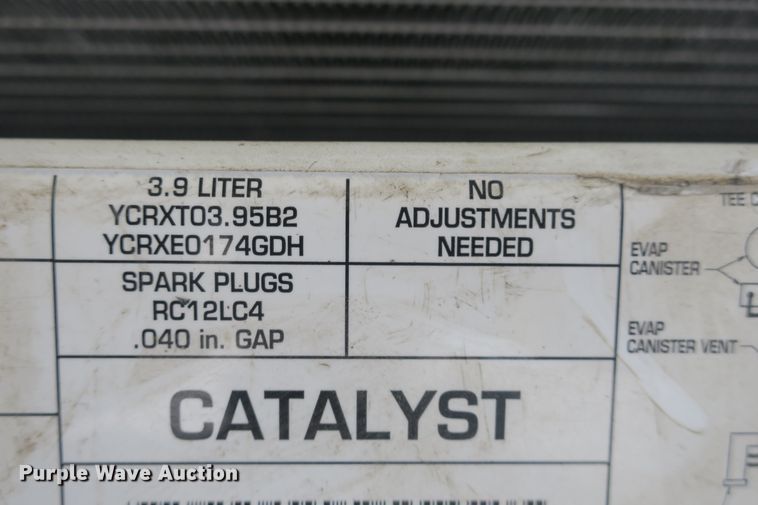 3.9 LITER
YCRXT03.95B2
YCRXE0174GDH
NO
ADJUSTMENTS
NEEDED
SPARK PLUGS
RC12LC4
.040 in. GAP
CATALYST
TEE
EVAP
CANISTER
EVAP
CANISTER VENT
Purple Wave Auction